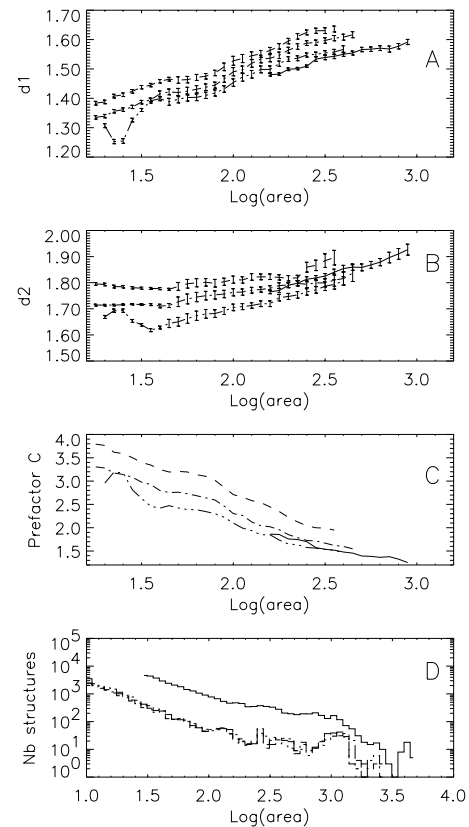 1.70
1.60
1.50
1.40
1.30
1.20
d1
A
1.5 2.0 2.5 3.0
Log(area)
2.00
1.90
1.80
1.70
1.60
1.50
d2
B
1.5 2.0 2.5 3.0
Log(area)
4.0
3.5
3.0
2.5
2.0
1.5
Prefactor C
C
1.5 2.0 2.5 3.0
Log(area)
10^5
10^4
10^3
10^2
10^1
10^0
Nb structures
D
1.0 1.5 2.0 2.5 3.0 3.5 4.0
Log(area)